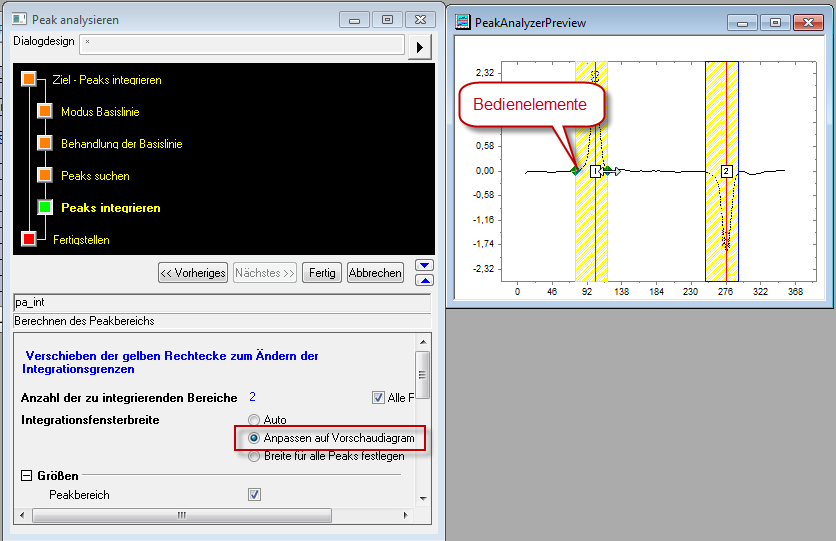 Peak analysieren
Dialogdesign *
Ziel - Peaks integrieren
Modus Basislinie
Behandlung der Basislinie
Peaks suchen
Peaks integrieren
Fertigstellen
<< Vorheriges Nächstes >> Fertig Abbrechen
pa_int
Berechnen des Peakbereichs
Verschieben der gelben Rechtecke zum Ändern der
Integrationsgrenzen
Anzahl der zu integrierenden Bereiche 2 Alle F
Integrationsfensterbreite Auto
Anpassen auf Vorschaudiagram
Breite für alle Peaks festlegen
Größen
Peakbereich
PeakAnalyzerPreview
Bedienelemente
2,32
0,58
0,00
-0,58
-1,16
-1,74
-2,32
1 2
0 46 92 138 184 230 276 322 368